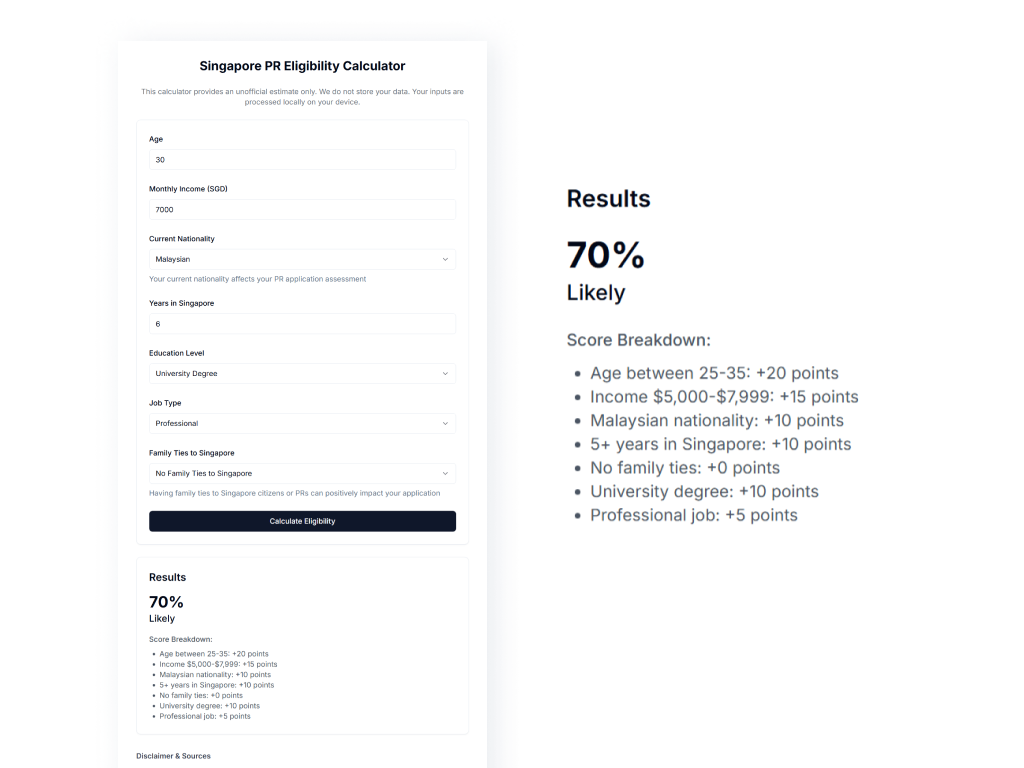 Singapore PR Eligibility Calculator
This calculator provides an unofficial estimate only. We do not store your data. Your inputs are
processed locally on your device.
Age
30
Monthly Income (SGD)
7000
Current Nationality
Malaysian
Your current nationality affects your PR application assessment
Years in Singapore
6
Education Level
University Degree
Job Type
Professional
Family Ties to Singapore
No Family Ties to Singapore
Having family ties to Singapore citizens or PRs can positively impact your application
Calculate Eligibility
Results
70%
Likely
Score Breakdown:
• Age between 25-35: +20 points
• Income $5,000-$7,999: +15 points
• Malaysian nationality: +10 points
• 5+ years in Singapore: +10 points
• No family ties: +0 points
• University degree: +10 points
• Professional job: +5 points
Disclaimer & Sources
Results
70%
Likely
Score Breakdown:
• Age between 25-35: +20 points
• Income $5,000-$7,999: +15 points
• Malaysian nationality: +10 points
• 5+ years in Singapore: +10 points
• No family ties: +0 points
• University degree: +10 points
• Professional job: +5 points